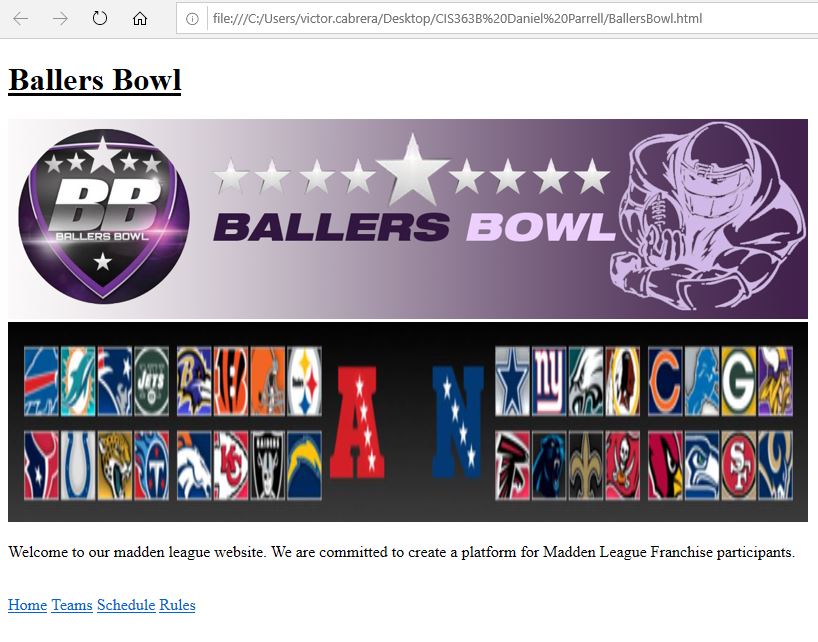 file:///C:/Users/victor.cabrera/Desktop/CIS363B%20Daniel%20Parrell/BallersBowl.html
Ballers Bowl
BB
BALLERS BOWL
BALLERS BOWL
JETS
ny
Steelers
RAIDERS
A
N
C
G
SF
Welcome to our madden league website. We are committed to create a platform for Madden League Franchise participants.
Home Teams Schedule Rules